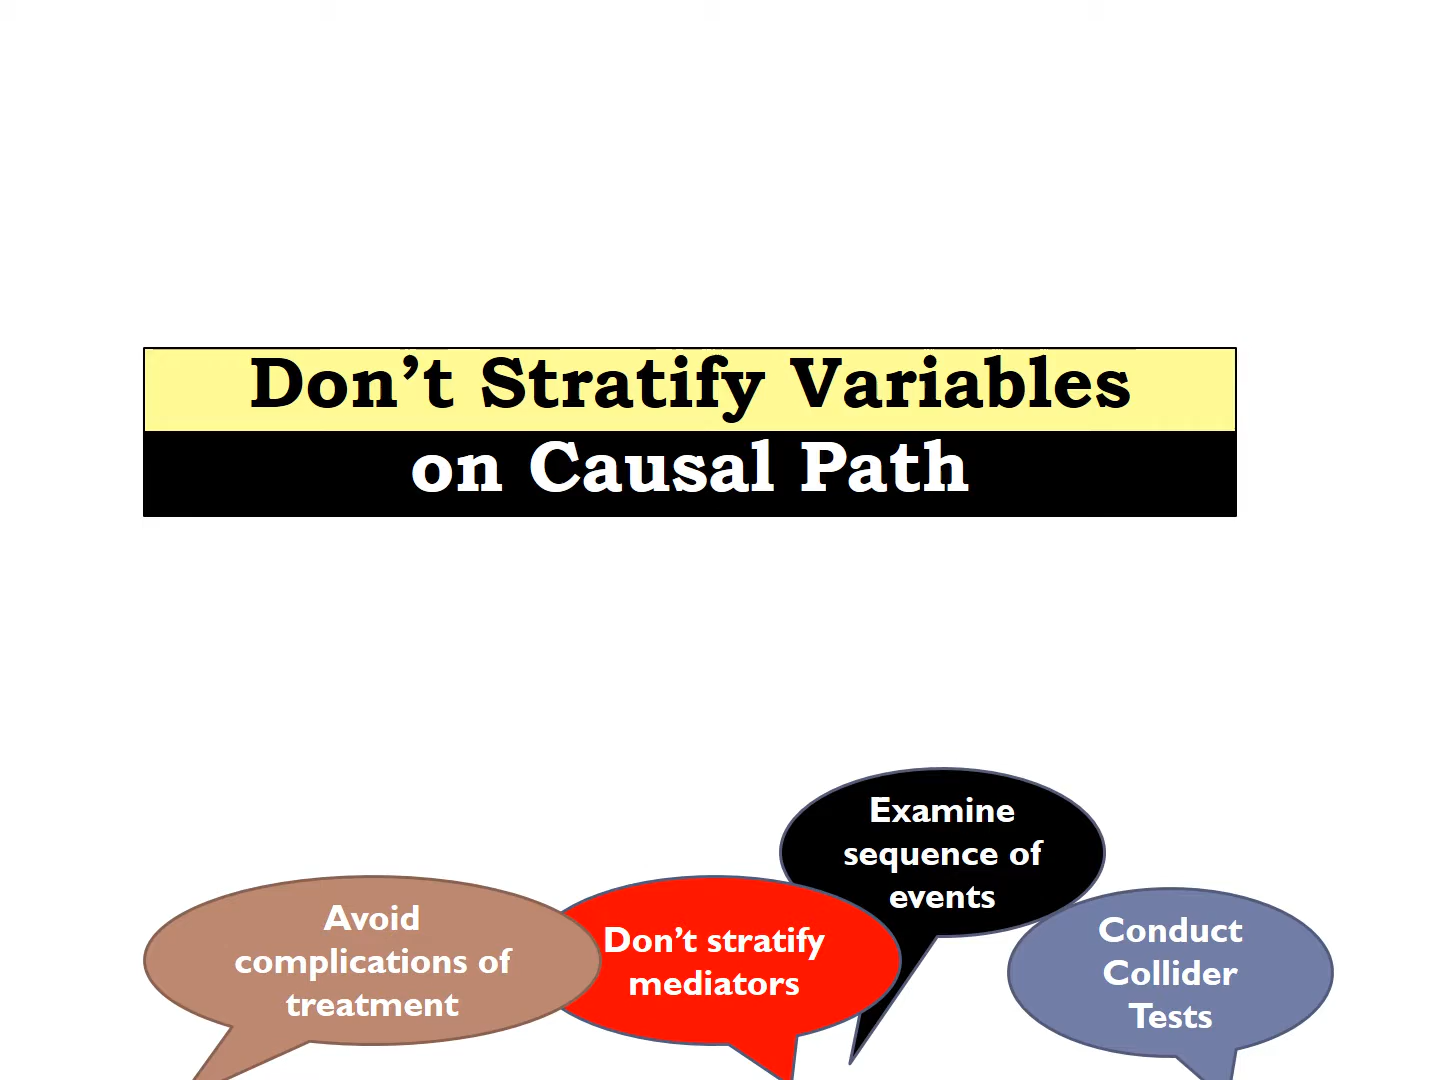 Don’t Stratify Variables
on Causal Path
Avoid
complications of
treatment
Don’t stratify
mediators
Examine
sequence of
events
Conduct
Collider
Tests